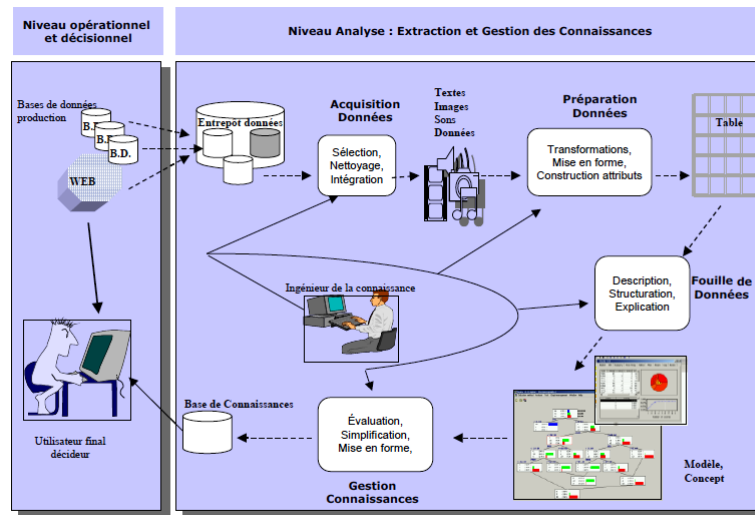 Niveau opérationnel
et décisionnel
Niveau Analyse : Extraction et Gestion des Connaissances
Bases de données
production
B.D.
WEB
Entrepôt données
Acquisition
Données
Sélection,
Nettoyage,
Intégration
Textes
Images
Sons
Données
Préparation
Données
Transformations,
Mise en forme,
Construction attributs
Table
Ingénieur de la connaissance
Description,
Structuration,
Explication
Fouille de
Données
Utilisateur final
décideur
Base de Connaissances
Évaluation,
Simplification,
Mise en forme,
Gestion
Connaissances
Modèle,
Concept